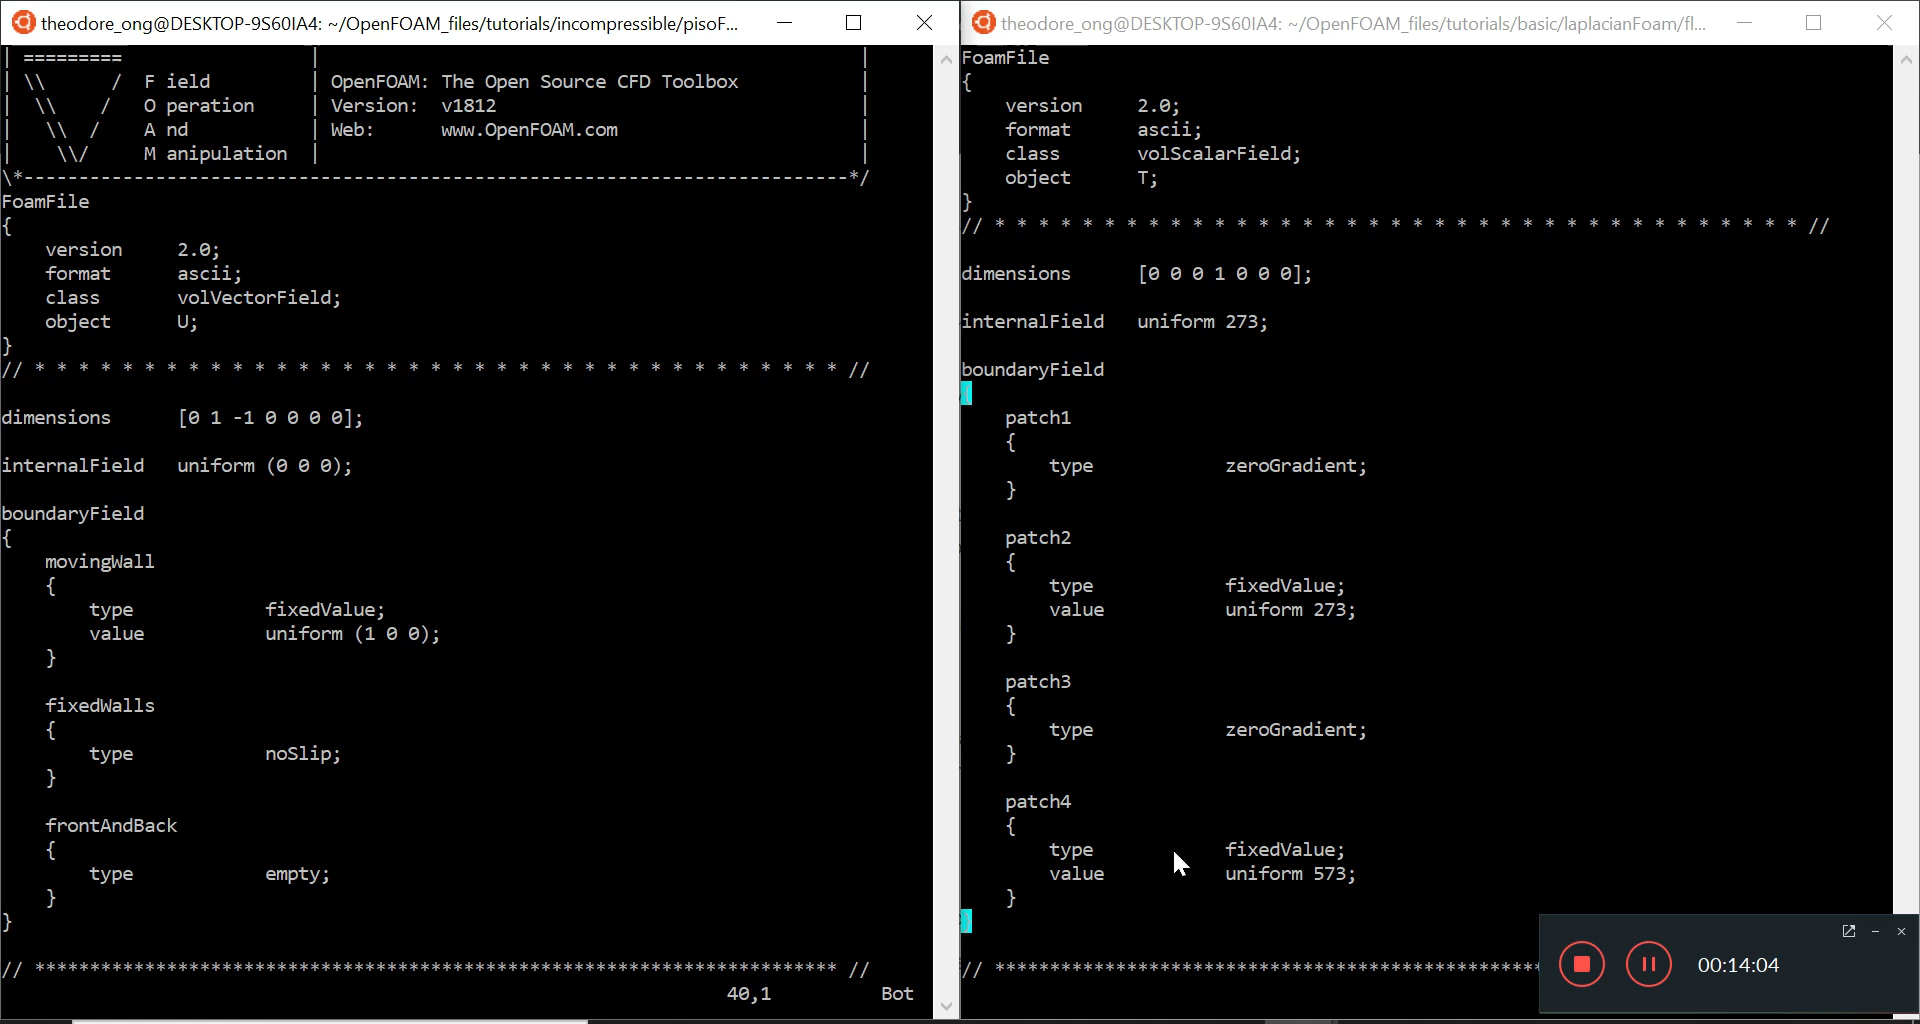 theodore_ong@DESKTOP-9S60IA4: ~/OpenFOAM_files/tutorials/incompressible/pisoF...
| =========                 |                                                 |
| \\      /  F ield         | OpenFOAM: The Open Source CFD Toolbox           |
|  \\    /   O peration     | Version:  v1812                                 |
|   \\  /    A nd           | Web:      www.OpenFOAM.com                      |
|    \\/     M anipulation  |                                                 |
\*---------------------------------------------------------------------------*/
FoamFile
{
    version     2.0;
    format      ascii;
    class       volVectorField;
    object      U;
}
// * * * * * * * * * * * * * * * * * * * * * * * * * * * * * * * * * * * * * //
dimensions      [0 1 -1 0 0 0 0];
internalField   uniform (0 0 0);
boundaryField
{
    movingWall
    {
        type            fixedValue;
        value           uniform (1 0 0);
    }
    fixedWalls
    {
        type            noSlip;
    }
    frontAndBack
    {
        type            empty;
    }
}
// ************************************************************************* //
40,1          Bot
theodore_ong@DESKTOP-9S60IA4: ~/OpenFOAM_files/tutorials/basic/laplacianFoam/fl...
FoamFile
{
    version     2.0;
    format      ascii;
    class       volScalarField;
    object      T;
}
// * * * * * * * * * * * * * * * * * * * * * * * * * * * * * * * * * * * * * //
dimensions      [0 0 0 1 0 0 0];
internalField   uniform 273;
boundaryField
{
    patch1
    {
        type            zeroGradient;
    }
    patch2
    {
        type            fixedValue;
        value           uniform 273;
    }
    patch3
    {
        type            zeroGradient;
    }
    patch4
    {
        type            fixedValue;
        value           uniform 573;
    }
}
// **************************************************
00:14:04